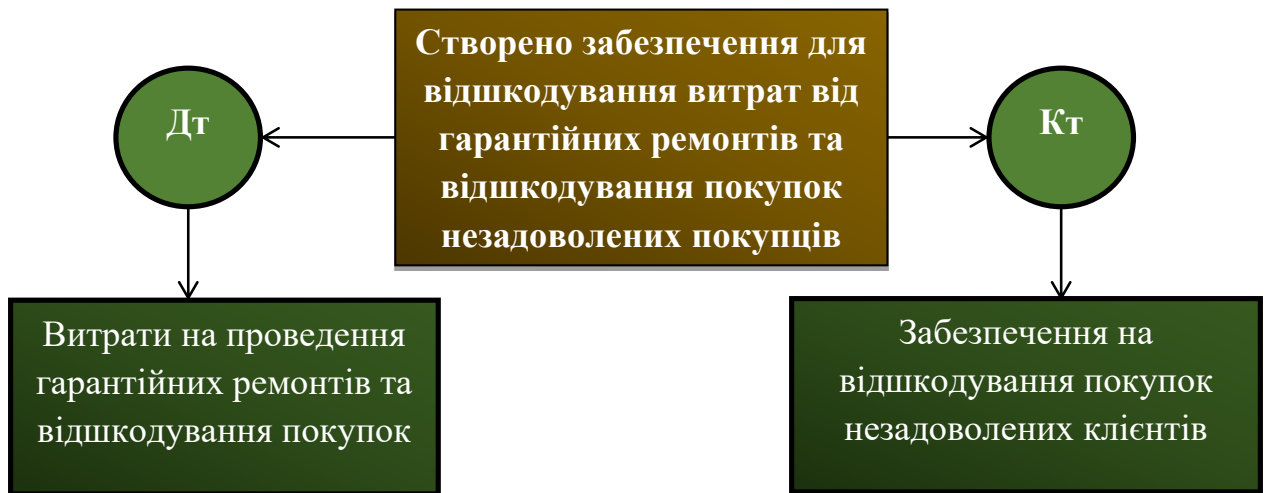 Створено забезпечення для
відшкодування витрат від
гарантійних ремонтів та
відшкодування покупок
незадоволених покупців
Дт
Кт
Витрати на проведення
гарантійних ремонтів та
відшкодування покупок
Забезпечення на
відшкодування покупок
незадоволених клієнтів